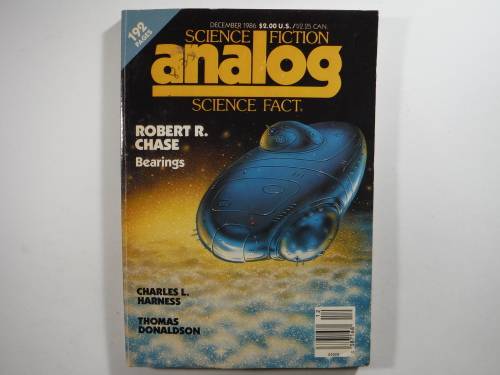 192
PAGES
DECEMBER 1986 $2.00 U.S./$2.25 CAN.
SCIENCE FICTION
analog
SCIENCE FACT
ROBERT R.
CHASE
Bearings
CHARLES L.
HARNESS
THOMAS
DONALDSON
12